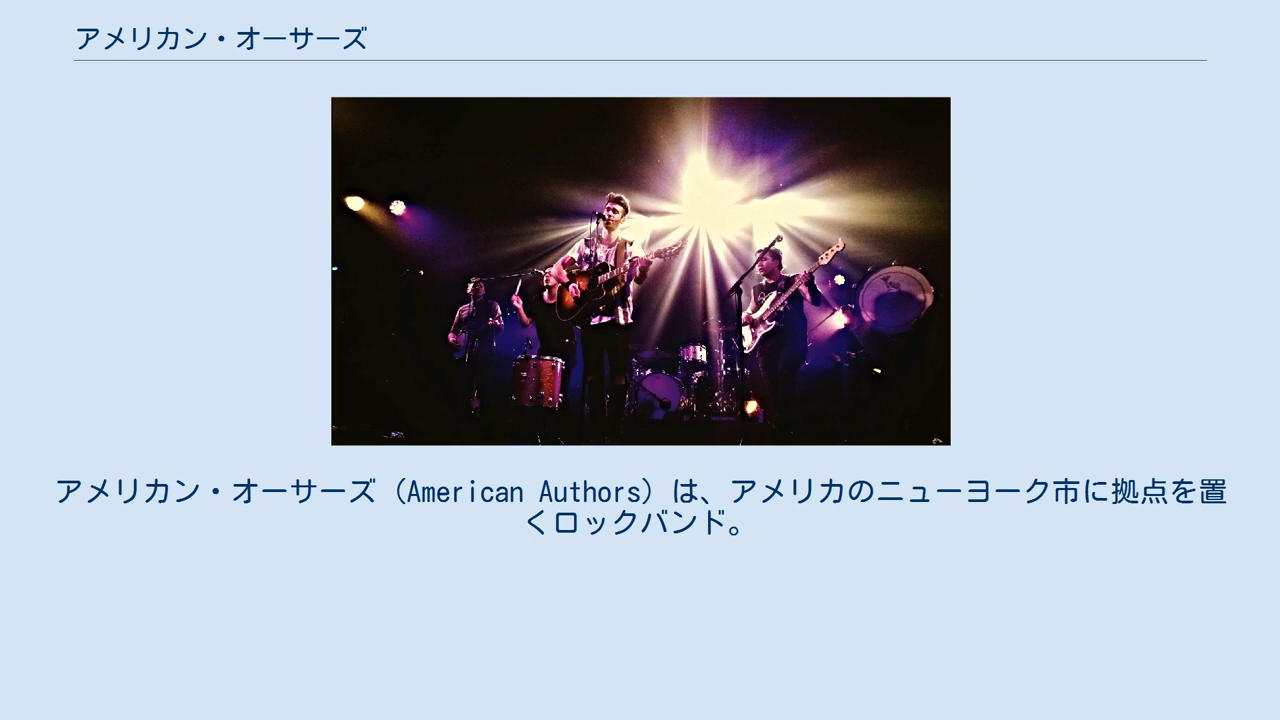 アメリカン・オーサーズ
アメリカン・オーサーズ（American Authors）は、アメリカのニューヨーク市に拠点を置
くロックバンド。